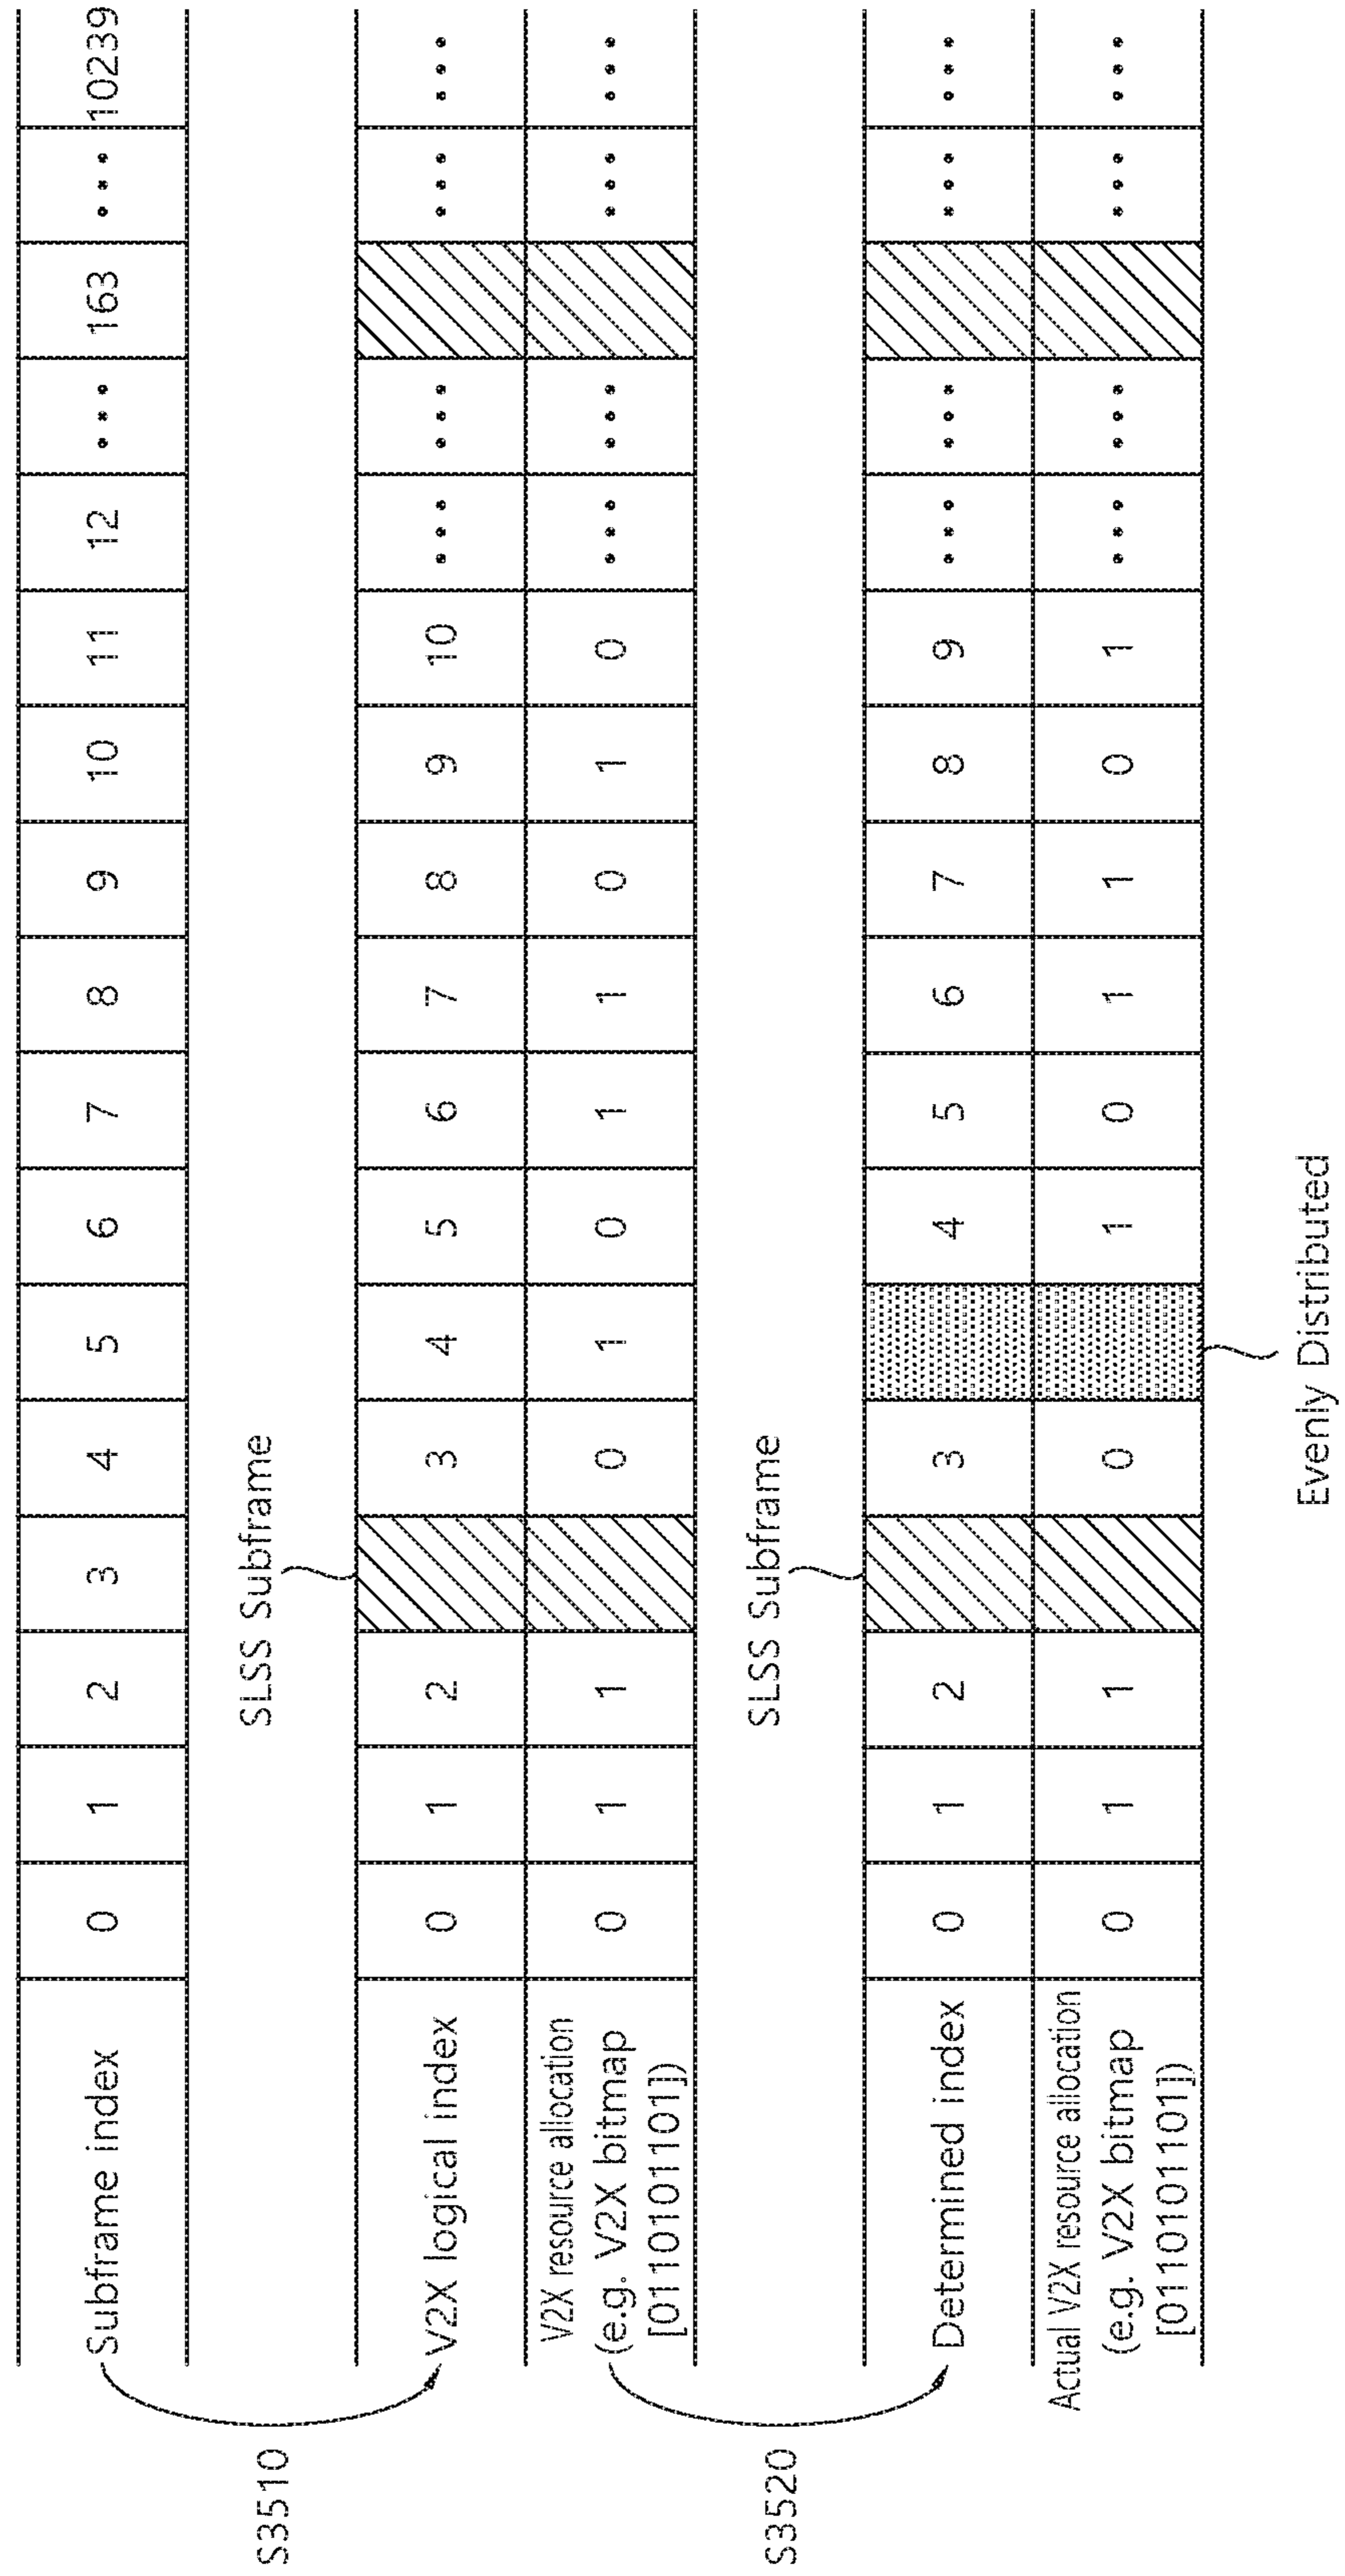 Subframe index 0 1 2 3 4 5 6 7 8 9 10 11 12 ••• 163 ••• 10239
S3510
SLSS Subframe
V2X logical index 0 1 2 3 4 5 6 7 8 9 10 ••• ••• ••• •••
V2X resource allocation
(e.g. V2X bitmap
[0110101101])
0 1 1 0 1 0 1 1 0 1 0 ••• ••• ••• •••
S3520
SLSS Subframe
Determined index 0 1 2 3 4 5 6 7 8 9 ••• ••• ••• •••
Actual V2X resource allocation
(e.g. V2X bitmap
[0110101101])
0 1 1 0 1 0 1 1 0 1 ••• ••• ••• •••
Evenly Distributed